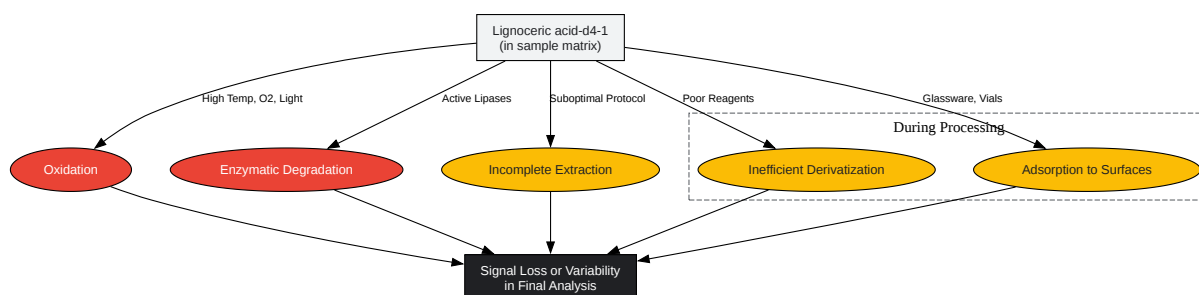 Lignoceric acid-d4-1
(in sample matrix)
High Temp, O2, Light
Active Lipases
Suboptimal Protocol
Poor Reagents
Glassware, Vials
During Processing
Oxidation
Enzymatic Degradation
Incomplete Extraction
Inefficient Derivatization
Adsorption to Surfaces
Signal Loss or Variability
in Final Analysis